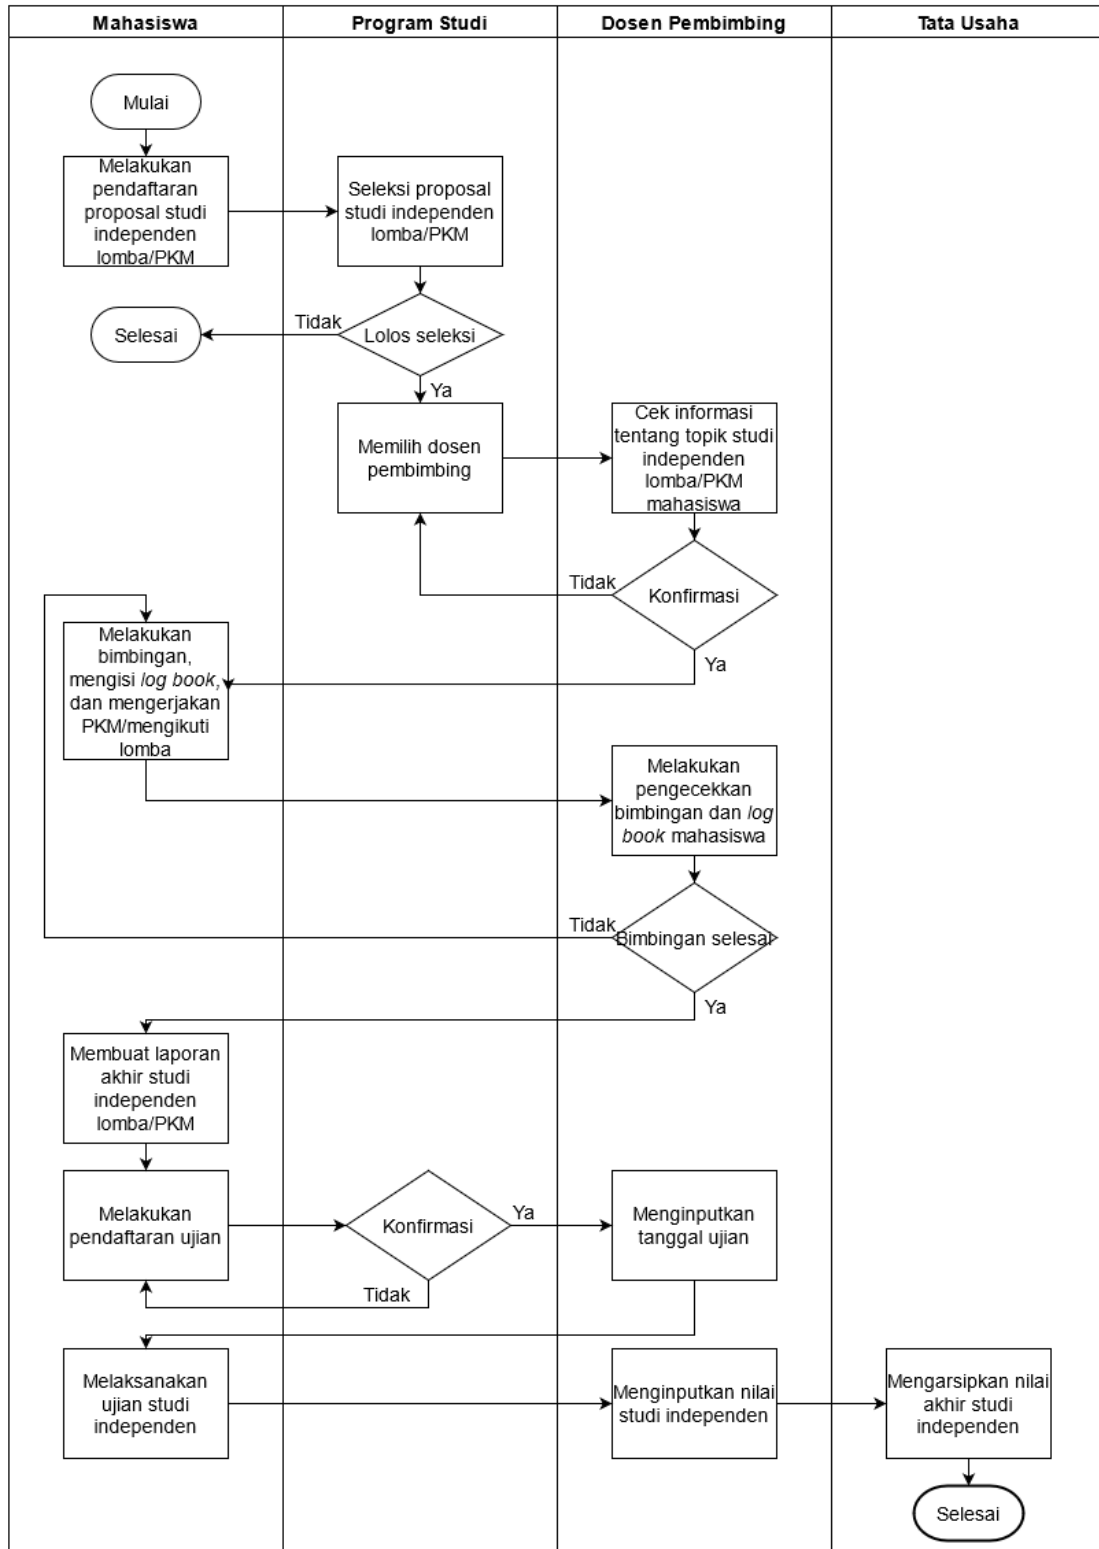 Mahasiswa
Program Studi
Dosen Pembimbing
Tata Usaha
Mulai
Melakukan
pendaftaran
proposal studi
independen
lomba/PKM
Seleksi proposal
studi independen
lomba/PKM
Selesai
Tidak
Lolos seleksi
Ya
Memilih dosen
pembimbing
Cek informasi
tentang topik studi
independen
lomba/PKM
mahasiswa
Tidak
Konfirmasi
Ya
Melakukan
bimbingan,
mengisi log book,
dan mengerjakan
PKM/mengikuti
lomba
Melakukan
pengecekkan
bimbingan dan log
book mahasiswa
Tidak
Bimbingan selesai
Ya
Membuat laporan
akhir studi
independen
lomba/PKM
Melakukan
pendaftaran ujian
Konfirmasi
Ya
Tidak
Menginputkan
tanggal ujian
Melaksanakan
ujian studi
independen
Menginputkan nilai
studi independen
Mengarsipkan nilai
akhir studi
independen
Selesai